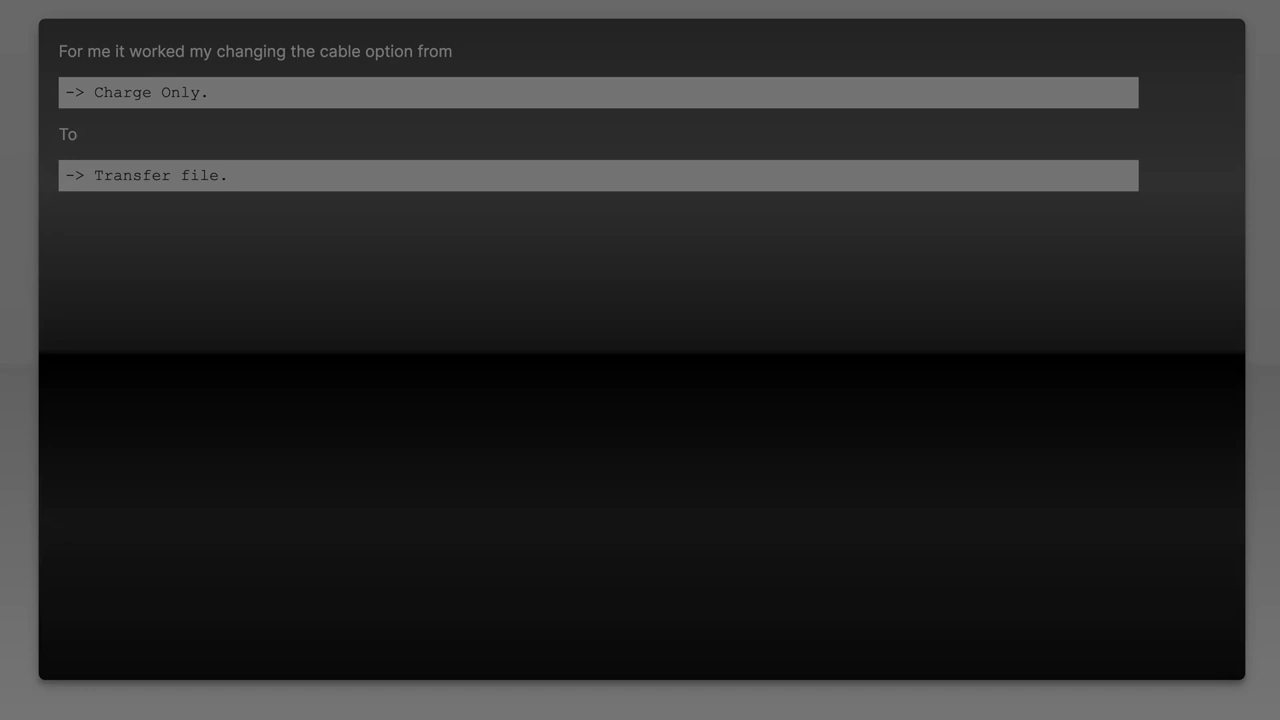 For me it worked my changing the cable option from
-> Charge Only.
To
-> Transfer file.